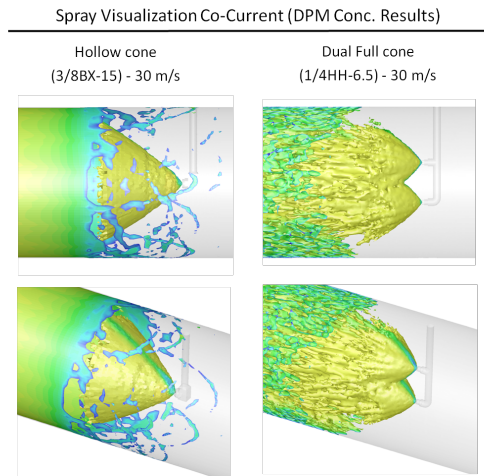 Spray Visualization Co-Current (DPM Conc. Results)
Hollow cone
(3/8BX-15) - 30 m/s
Dual Full cone
(1/4HH-6.5) - 30 m/s